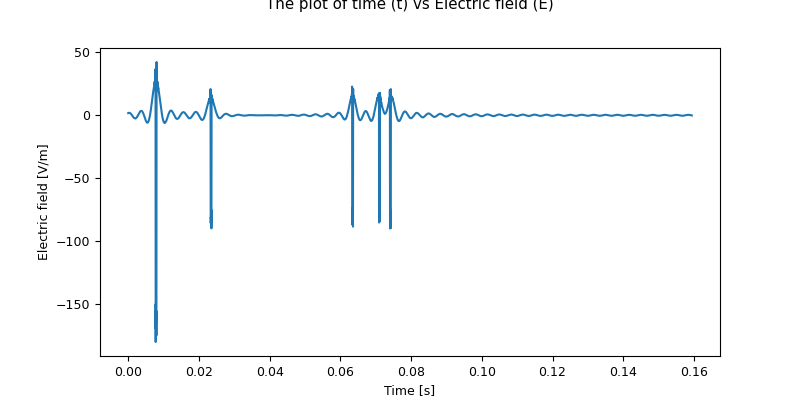 The plot of time (t) vs Electric field (E)
50
0
−50
−100
−150
Electric field [V/m]
0.00 0.02 0.04 0.06 0.08 0.10 0.12 0.14 0.16
Time [s]